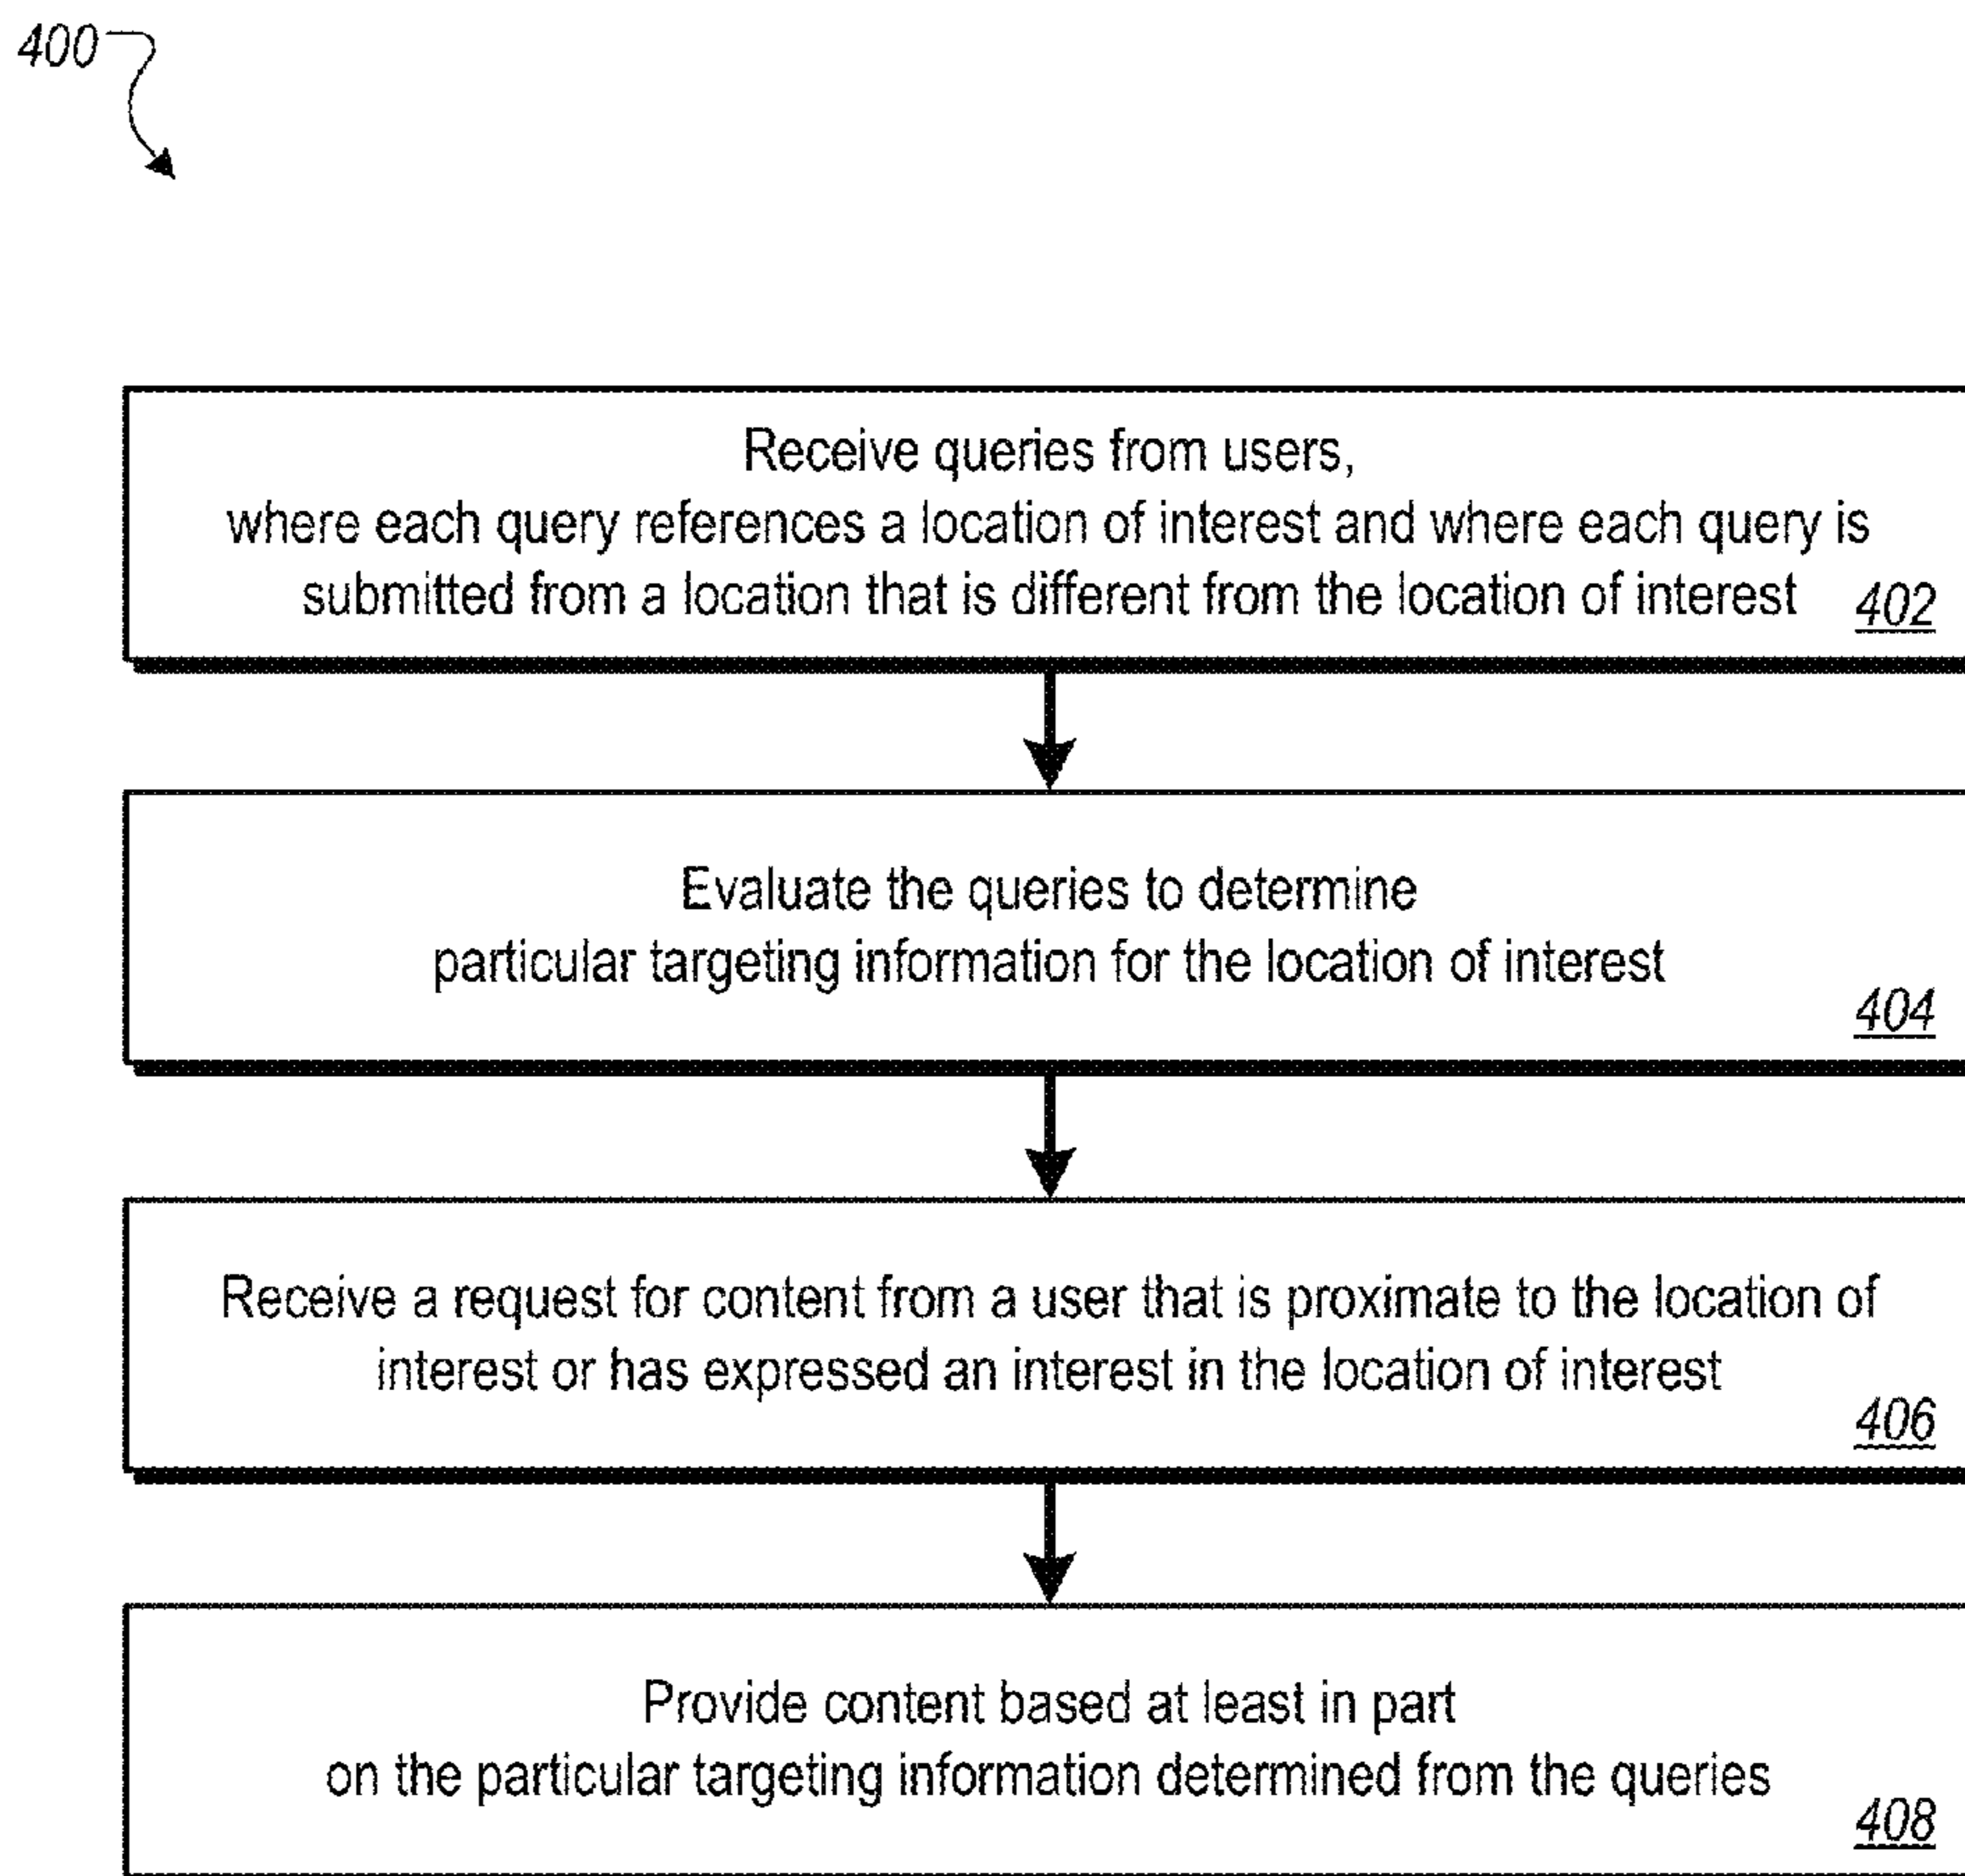 400
Receive queries from users,
where each query references a location of interest and where each query is
submitted from a location that is different from the location of interest
402
Evaluate the queries to determine
particular targeting information for the location of interest
404
Receive a request for content from a user that is proximate to the location of
interest or has expressed an interest in the location of interest
406
Provide content based at least in part
on the particular targeting information determined from the queries
408